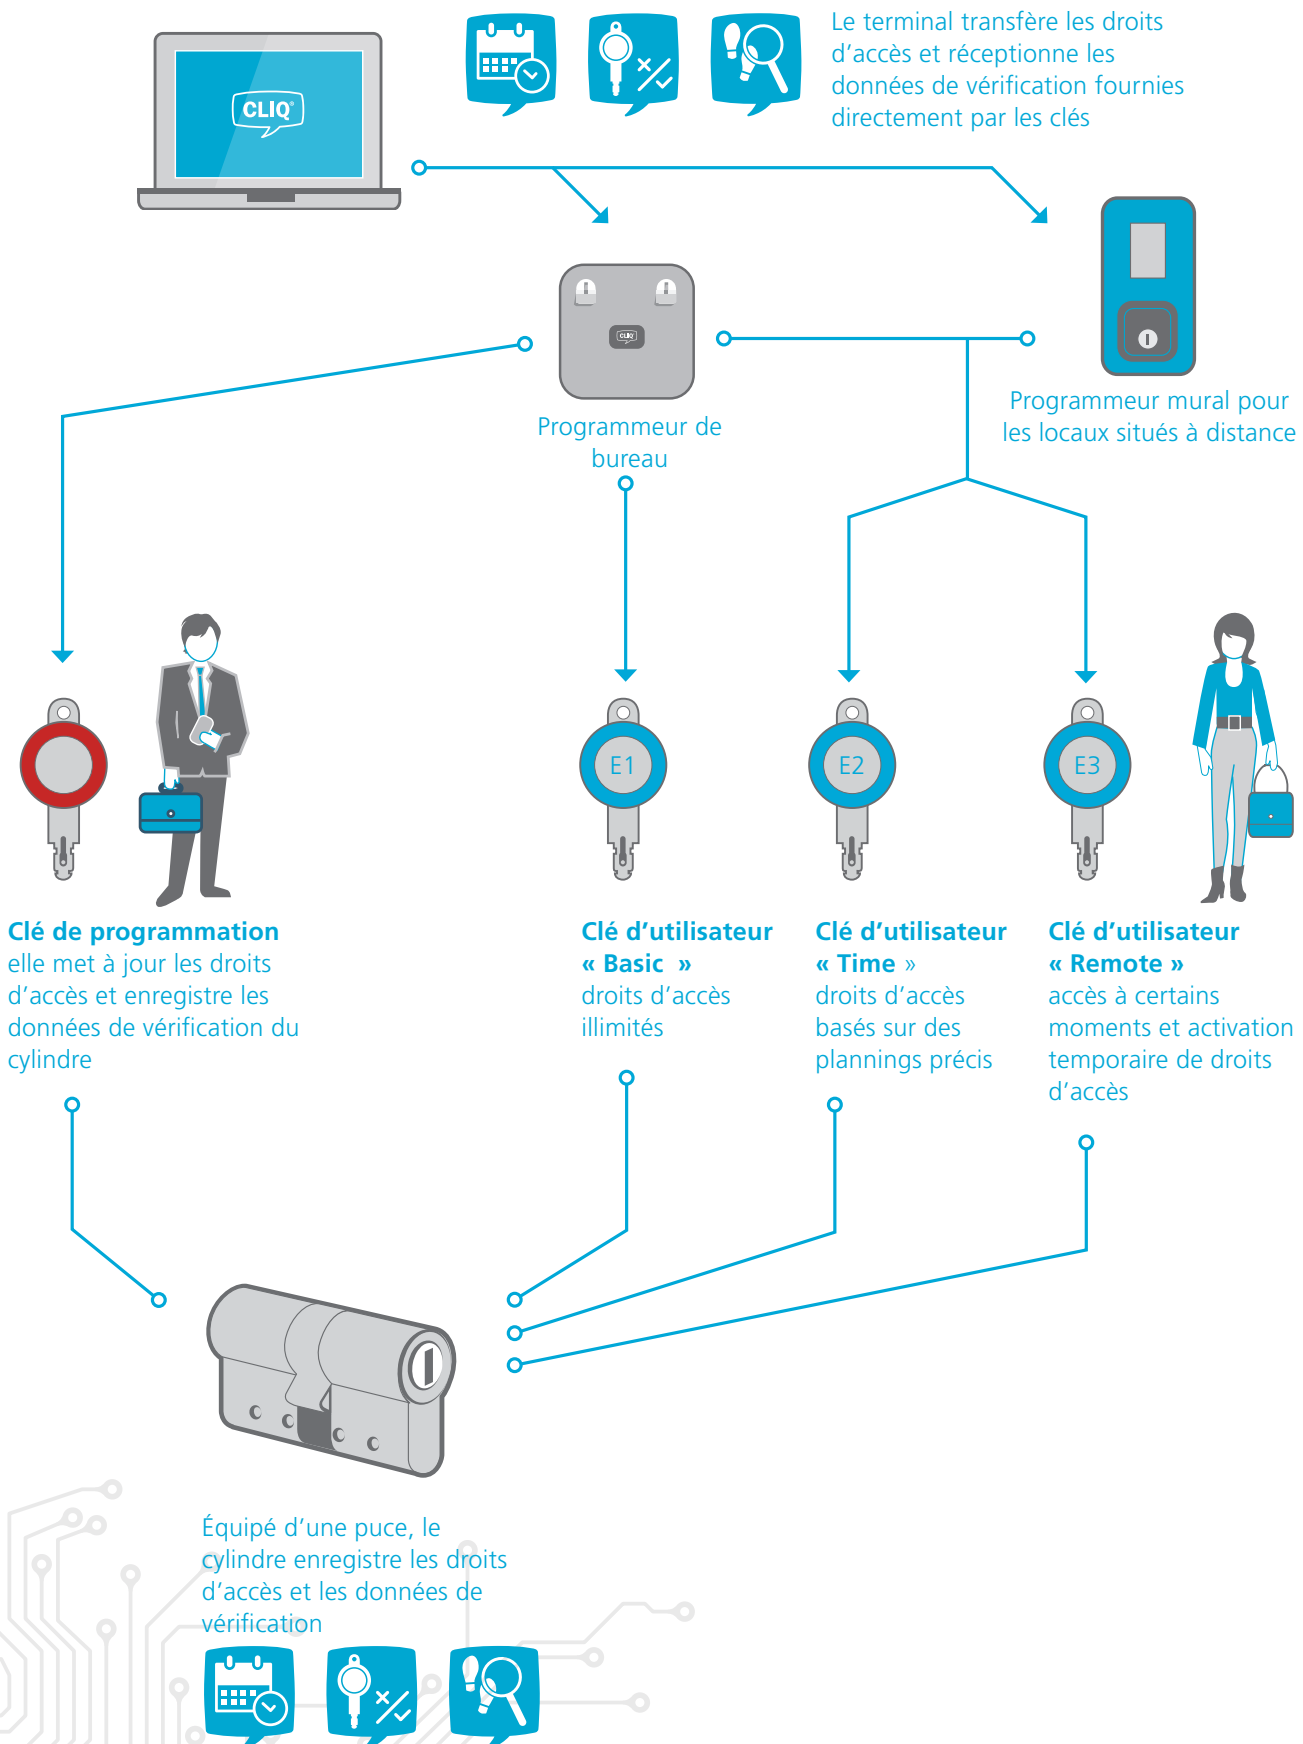 CLIQ®
Le terminal transfère les droits
d’accès et réceptionne les
données de vérification fournies
directement par les clés
CLIQ
Programmeur de
bureau
Programmeur mural pour
les locaux situés à distance
E1
E2
E3
Clé de programmation
elle met à jour les droits
d’accès et enregistre les
données de vérification du
cylindre
Clé d’utilisateur
« Basic  »
droits d’accès
illimités
Clé d’utilisateur
« Time »
droits d’accès
basés sur des
plannings précis
Clé d’utilisateur
« Remote »
accès à certains
moments et activation
temporaire de droits
d’accès
Équipé d’une puce, le
cylindre enregistre les droits
d’accès et les données de
vérification